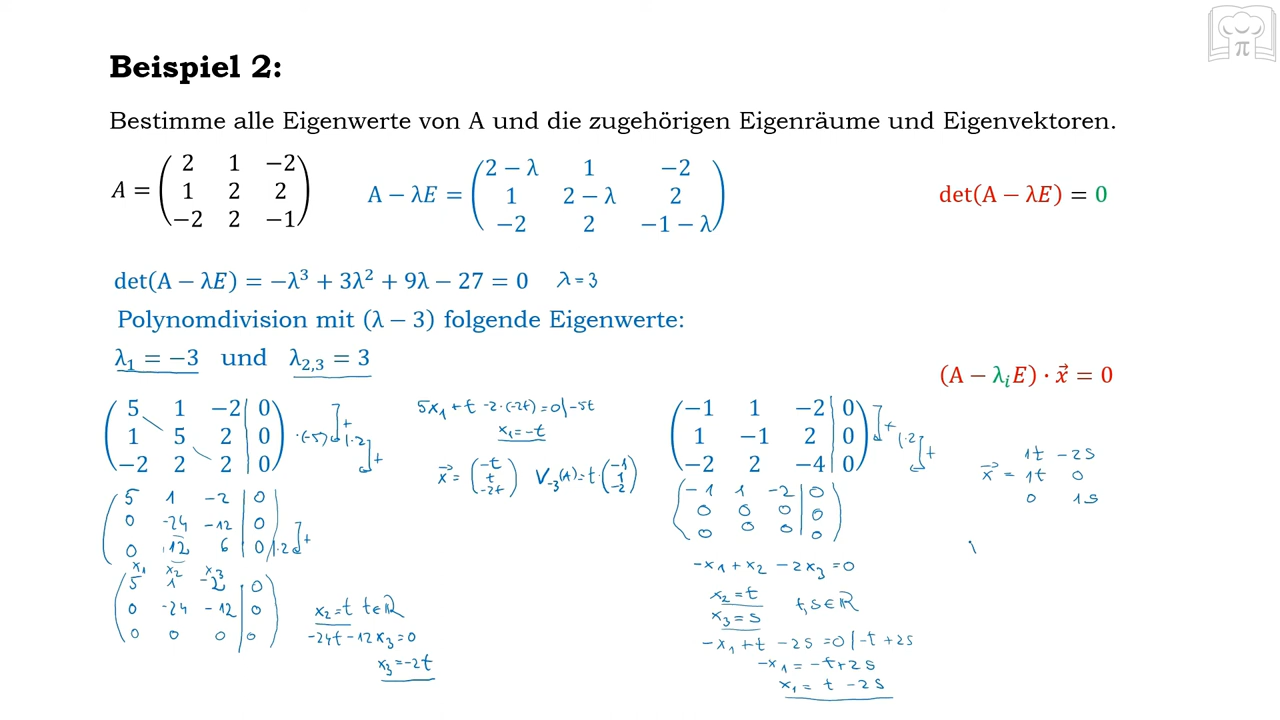 Beispiel 2:
Bestimme alle Eigenwerte von A und die zugehörigen Eigenräume und Eigenvektoren.
A = ( 2 1 −2
1 2 2
−2 2 −1 )
A − λE = ( 2 − λ 1 −2
1 2 − λ 2
−2 2 −1 − λ )
det(A − λE) = 0
det(A − λE) = −λ³ + 3λ² + 9λ − 27 = 0 λ = 3
Polynomdivision mit (λ − 3) folgende Eigenwerte:
λ₁ = −3 und λ₂,₃ = 3
(A − λᵢE) · x⃗ = 0
( 5 1 −2 | 0
1 5 2 | 0 ) ·(−5) + |·2
−2 2 2 | 0 ) +
( 5 1 −2 | 0
0 −24 −12 | 0
0 12 6 | 0 |·2 +
x₁ x₂ x₃
( 5 1 −2 | 0
0 −24 −12 | 0
0 0 0 | 0 )
x₂ = t t ∈ ℝ
−24t −12x₃ = 0
x₃ = −2t
5x₁ + t −2·(−2t) = 0 | −5t
x₁ = −t
x⃗ = ( −t
t
−2t )
V₋₃(A) = t · ( −1
1
−2 )
( −1 1 −2 | 0
1 −1 2 | 0 ) + |·2
−2 2 −4 | 0 ) +
( −1 1 −2 | 0
0 0 0 | 0
0 0 0 | 0 )
−x₁ + x₂ − 2x₃ = 0
x₂ = t
x₃ = s t, s ∈ ℝ
−x₁ + t − 2s = 0 | −t + 2s
−x₁ = −t + 2s
x₁ = t − 2s
x⃗ = 1t −2s
1t 0
0 1s
π